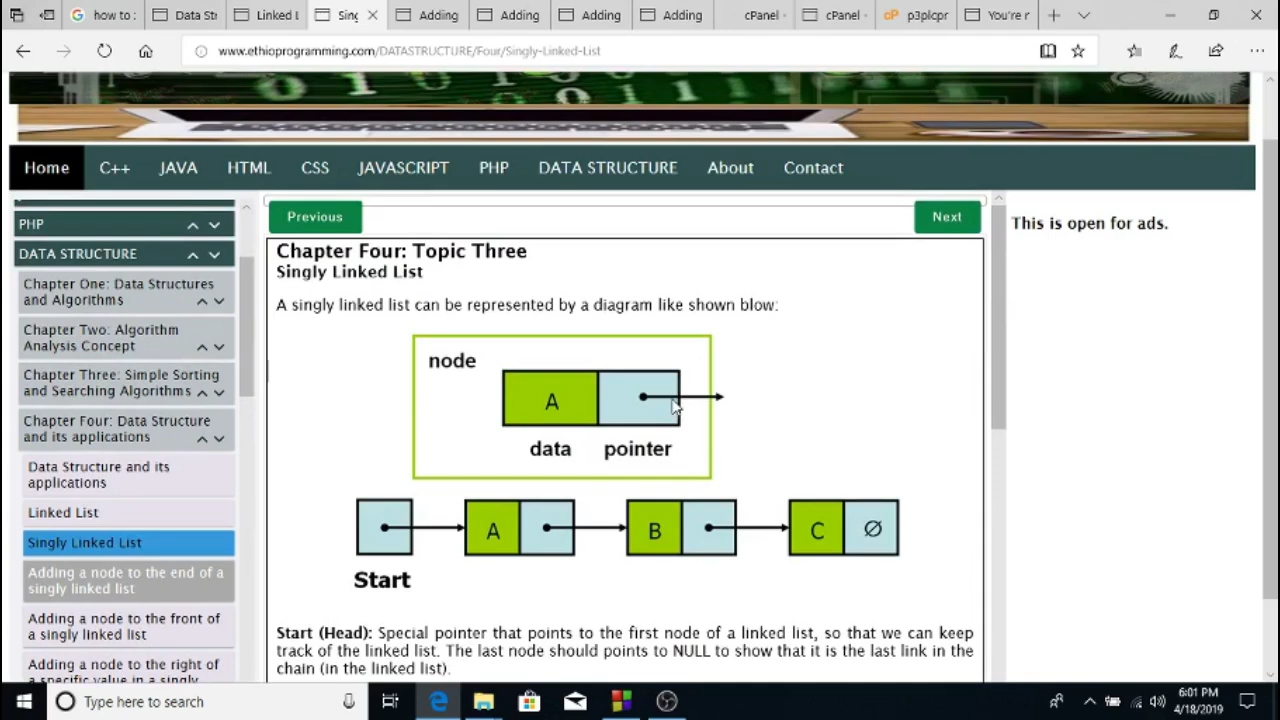 how to :
Data St
Linked L
Sing
Adding
Adding
Adding
Adding
cPanel
cPanel
cP p3plcpr
You're r
www.ethioprogramming.com/DATASTRUCTURE/Four/Singly-Linked-List
Home C++ JAVA HTML CSS JAVASCRIPT PHP DATA STRUCTURE About Contact
PHP
DATA STRUCTURE
Chapter One: Data Structures
and Algorithms
Chapter Two: Algorithm
Analysis Concept
Chapter Three: Simple Sorting
and Searching Algorithms
Chapter Four: Data Structure
and its applications
Data Structure and its
applications
Linked List
Singly Linked List
Adding a node to the end of a
singly linked list
Adding a node to the front of
a singly linked list
Adding a node to the right of
a specific value in a singly
Previous
Next
Chapter Four: Topic Three
Singly Linked List
A singly linked list can be represented by a diagram like shown blow:
node
A
data pointer
A B C ∅
Start
Start (Head): Special pointer that points to the first node of a linked list, so that we can keep
track of the linked list. The last node should points to NULL to show that it is the last link in the
chain (in the linked list).
This is open for ads.
Type here to search
6:01 PM
4/18/2019